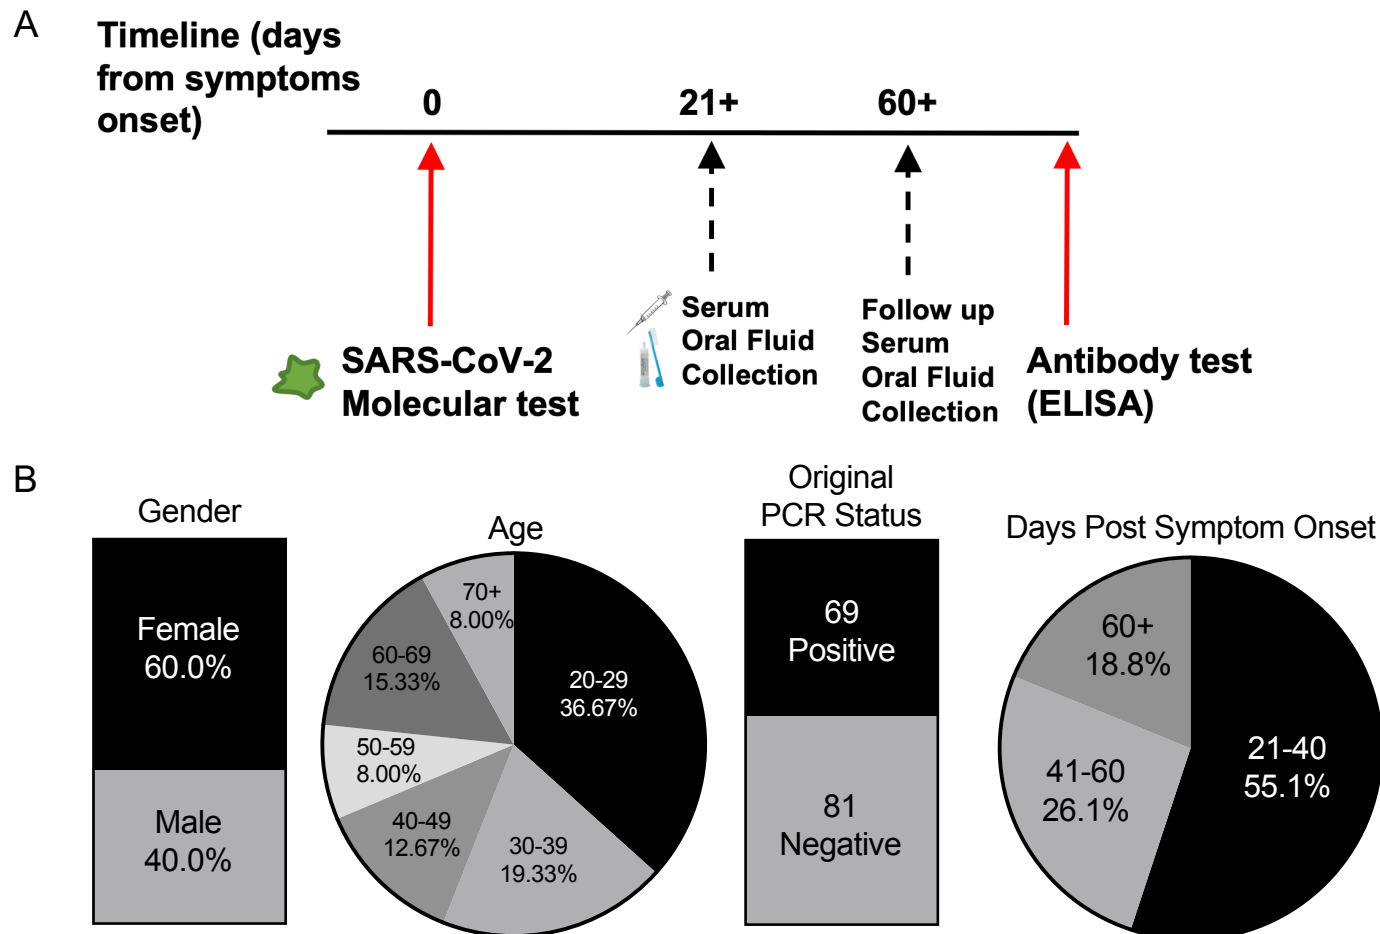 A
Timeline (days
from symptoms
onset)
0
21+
60+
SARS-CoV-2
Molecular test
Serum
Oral Fluid
Collection
Follow up
Serum
Oral Fluid
Collection
Antibody test
(ELISA)
B
Gender
Female
60.0%
Male
40.0%
Age
70+
8.00%
60-69
15.33%
50-59
8.00%
40-49
12.67%
30-39
19.33%
20-29
36.67%
Original
PCR Status
69
Positive
81
Negative
Days Post Symptom Onset
60+
18.8%
41-60
26.1%
21-40
55.1%